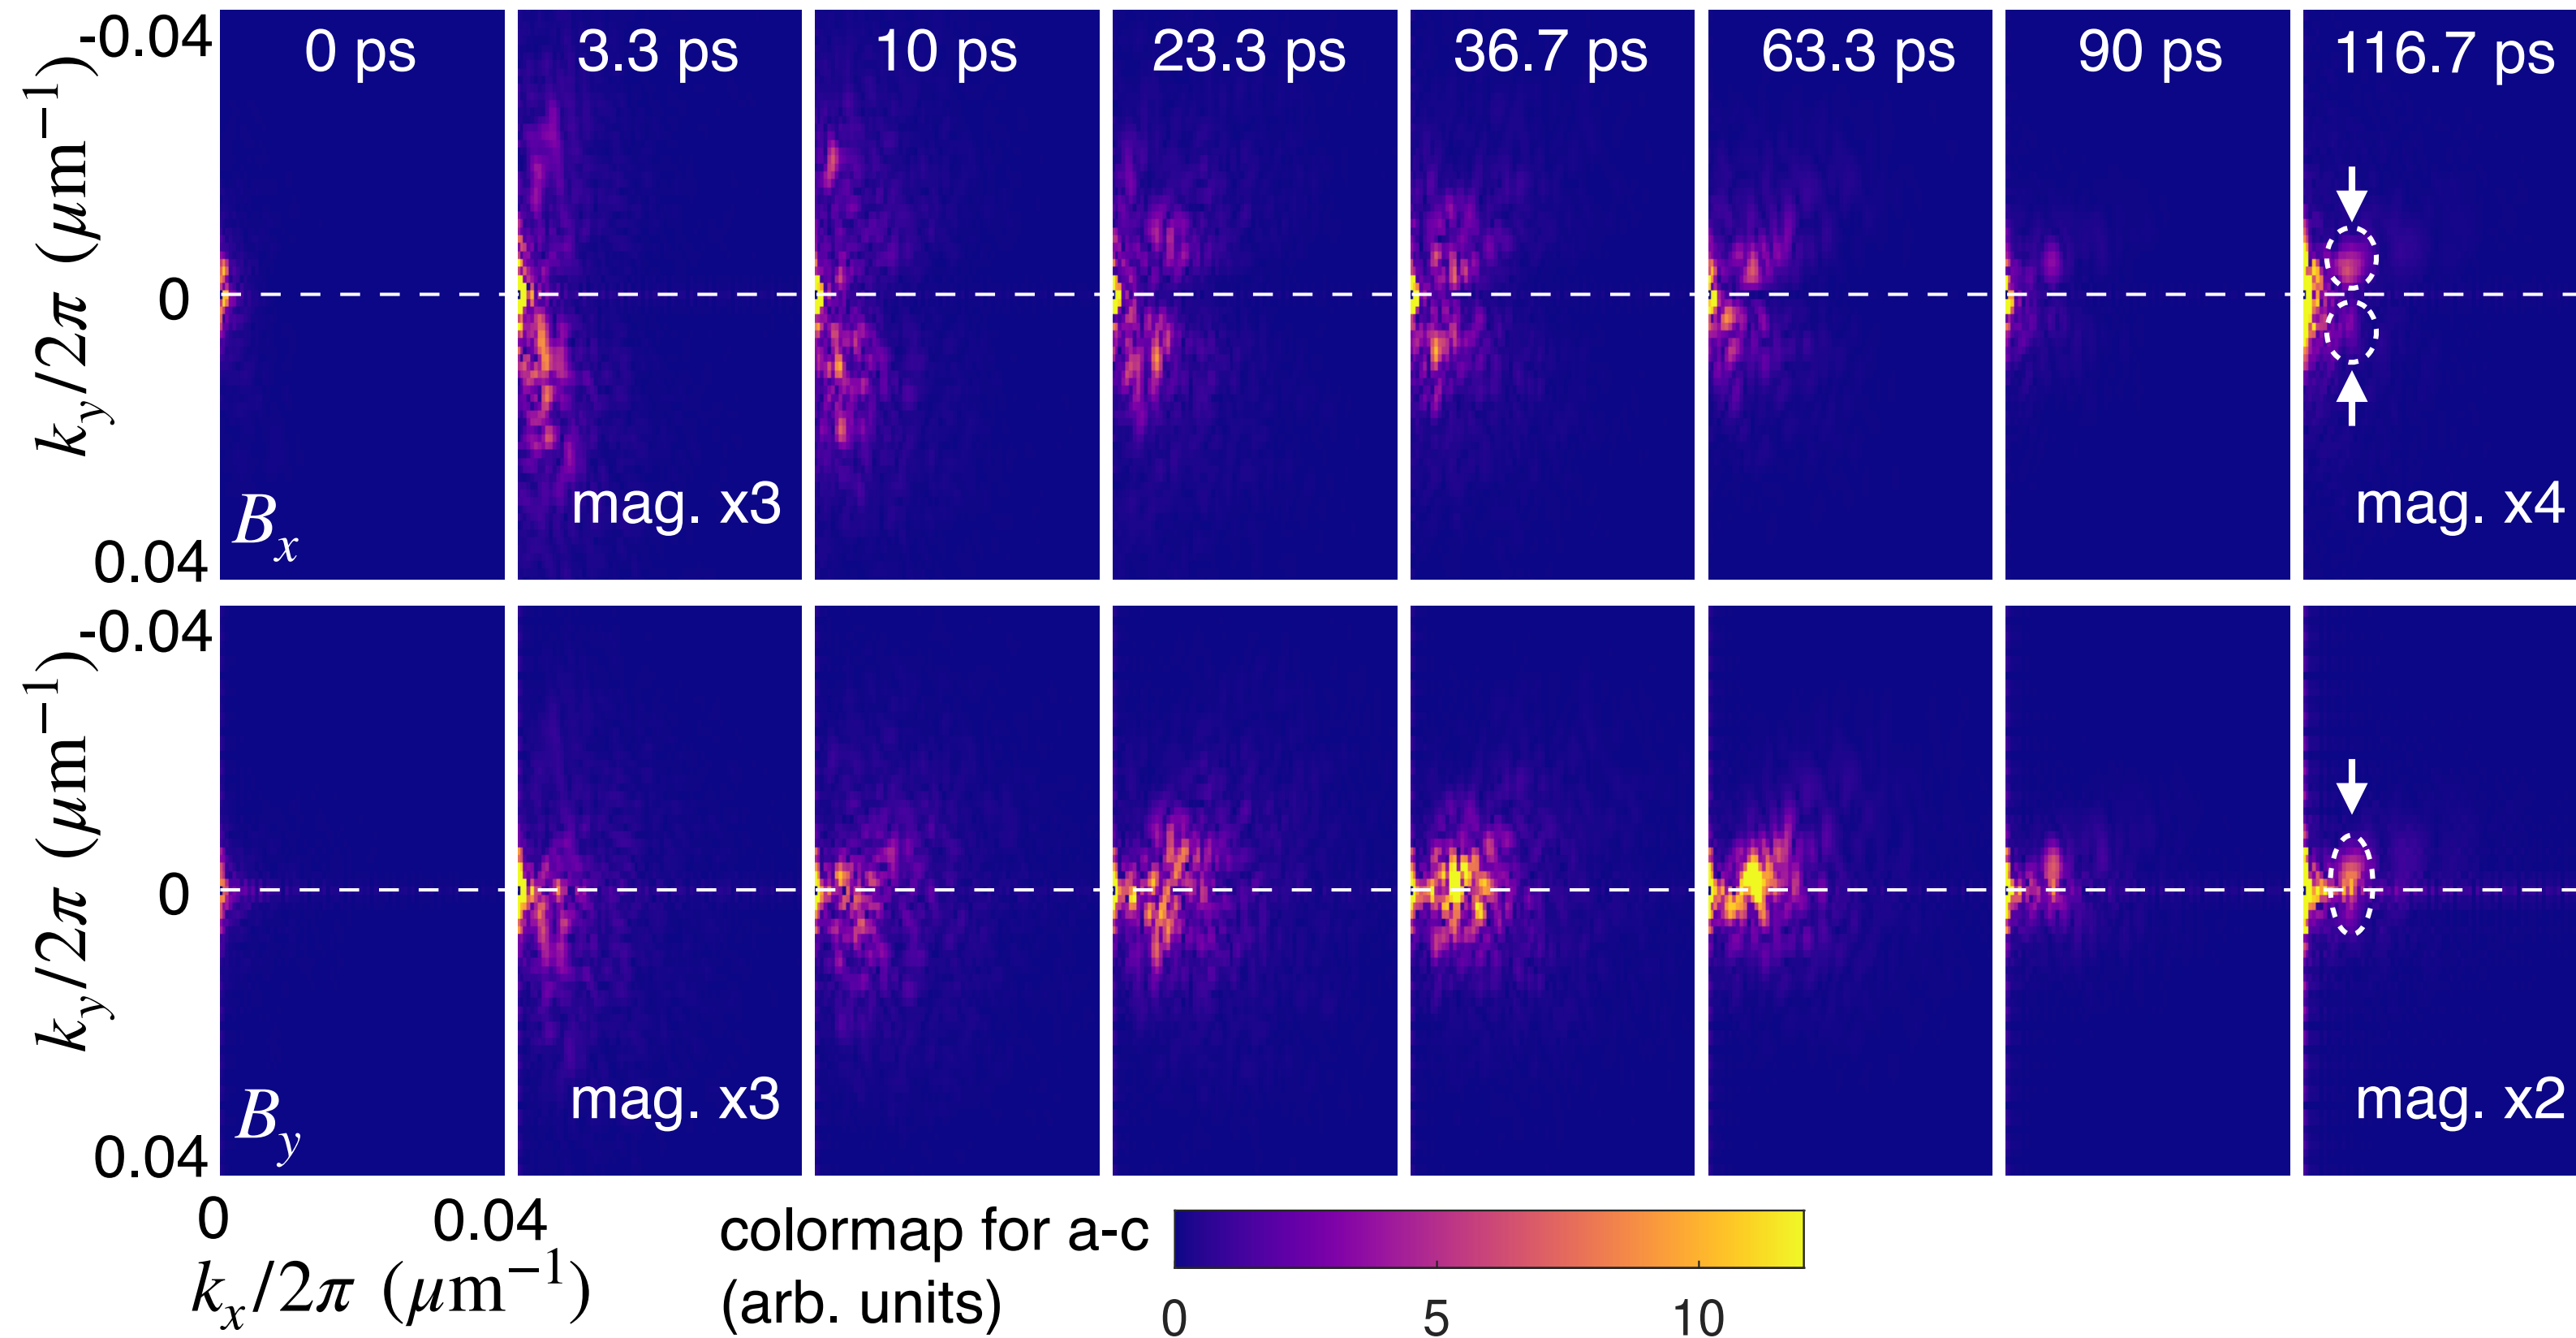 -0.04
0 ps
3.3 ps
10 ps
23.3 ps
36.7 ps
63.3 ps
90 ps
116.7 ps
k_y/2π (μm⁻¹)
0
0.04
B_x
mag. x3
mag. x4
-0.04
k_y/2π (μm⁻¹)
0
0.04
B_y
mag. x3
mag. x2
0
0.04
k_x/2π (μm⁻¹)
colormap for a-c
(arb. units)
0
5
10